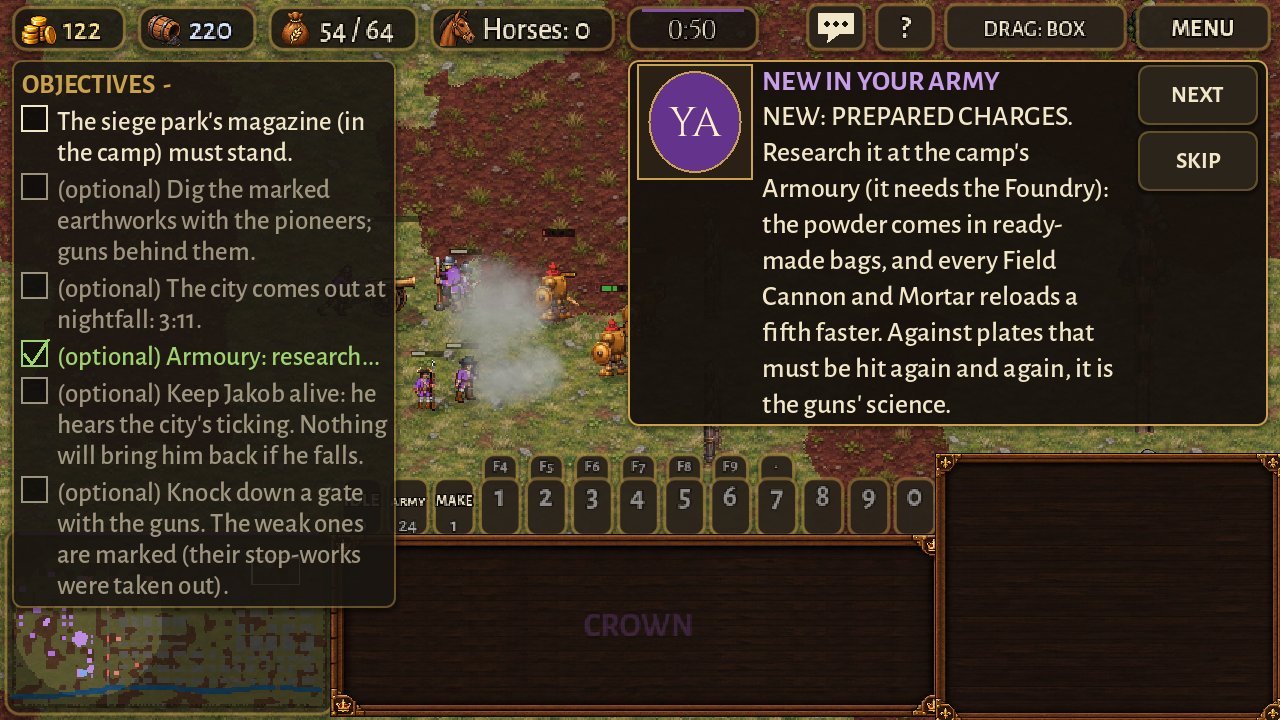 122
220
54 / 64
Horses: 0
0:50
?
DRAG: BOX
MENU
OBJECTIVES -
The siege park's magazine (in
the camp) must stand.
(optional) Dig the marked
earthworks with the pioneers;
guns behind them.
(optional) The city comes out at
nightfall: 3:11.
(optional) Armoury: research...
(optional) Keep Jakob alive: he
hears the city's ticking. Nothing
will bring him back if he falls.
(optional) Knock down a gate
with the guns. The weak ones
are marked (their stop-works
were taken out).
YA
NEW IN YOUR ARMY
NEW: PREPARED CHARGES.
Research it at the camp's
Armoury (it needs the Foundry):
the powder comes in ready-
made bags, and every Field
Cannon and Mortar reloads a
fifth faster. Against plates that
must be hit again and again, it is
the guns' science.
NEXT
SKIP
F4 F5 F6 F7 F8 F9 ·
ARMY 24
MAKE 1
1 2 3 4 5 6 7 8 9 0
CROWN